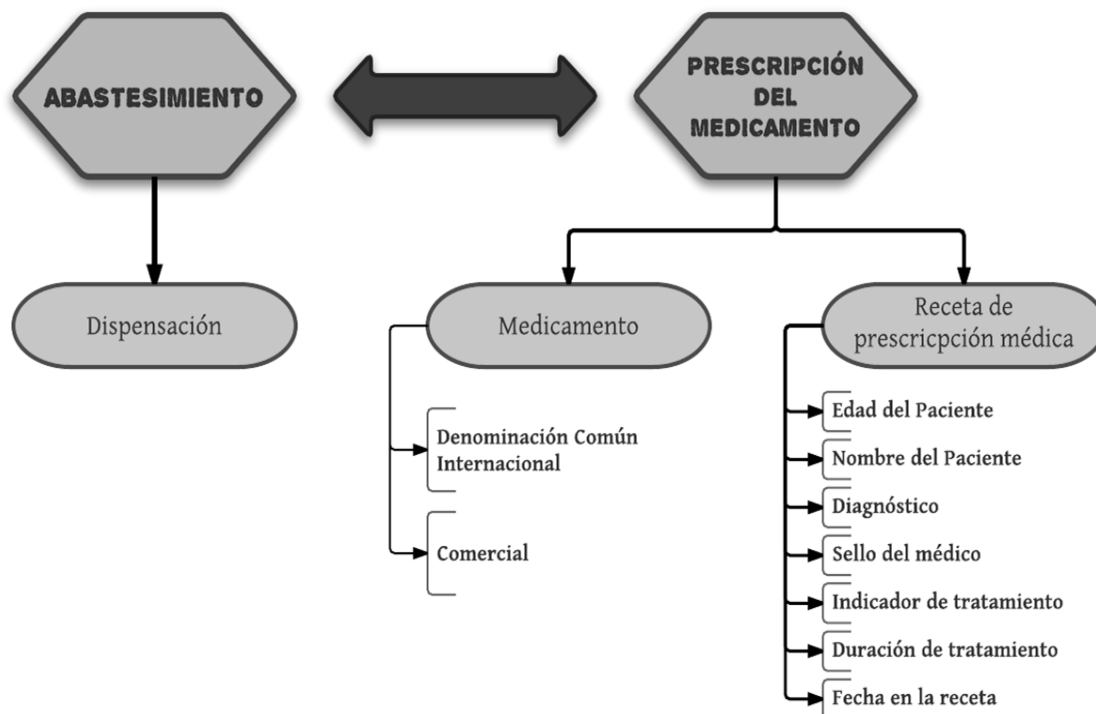 ABASTESIMIENTO
PRESCRIPCIÓN
DEL
MEDICAMENTO
Dispensación
Medicamento
Receta de
prescricpción médica
Denominación Común
Internacional
Comercial
Edad del Paciente
Nombre del Paciente
Diagnóstico
Sello del médico
Indicador de tratamiento
Duración de tratamiento
Fecha en la receta